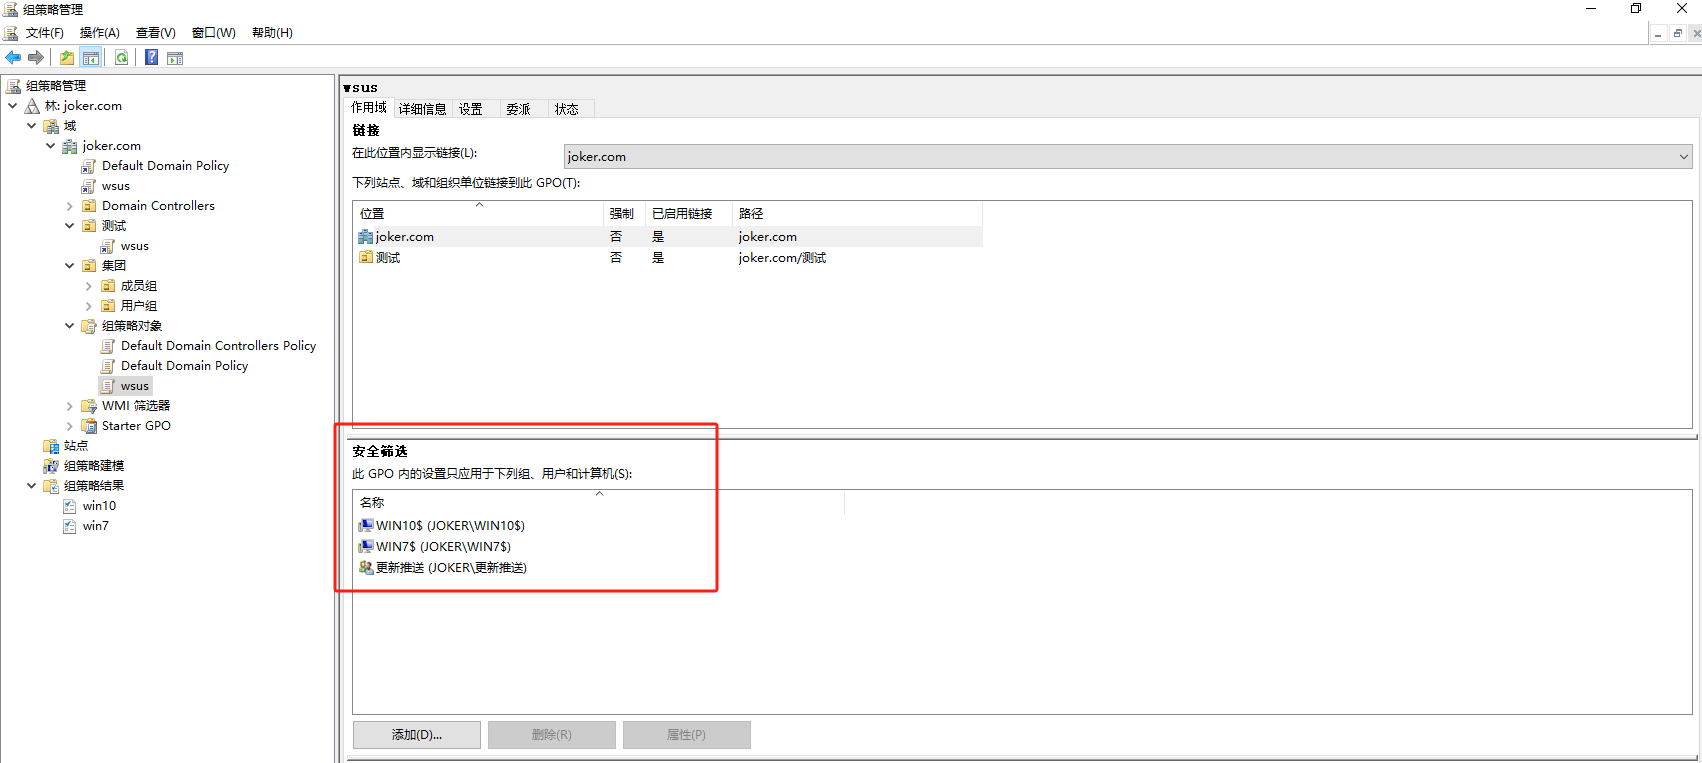 组策略管理
文件(F) 操作(A) 查看(V) 窗口(W) 帮助(H)
组策略管理
林: joker.com
域
joker.com
Default Domain Policy
wsus
Domain Controllers
测试
wsus
集团
成员组
用户组
组策略对象
Default Domain Controllers Policy
Default Domain Policy
wsus
WMI 筛选器
Starter GPO
站点
组策略建模
组策略结果
win10
win7
wsus
作用域 详细信息 设置 委派 状态
链接
在此位置内显示链接(L): joker.com
下列站点、域和组织单位链接到此 GPO(T):
位置 强制 已启用链接 路径
joker.com 否 是 joker.com
测试 否 是 joker.com/测试
安全筛选
此 GPO 内的设置只应用于下列组、用户和计算机(S):
名称
WIN10$ (JOKER\WIN10$)
WIN7$ (JOKER\WIN7$)
更新推送 (JOKER\更新推送)
添加(D)... 删除(R) 属性(P)